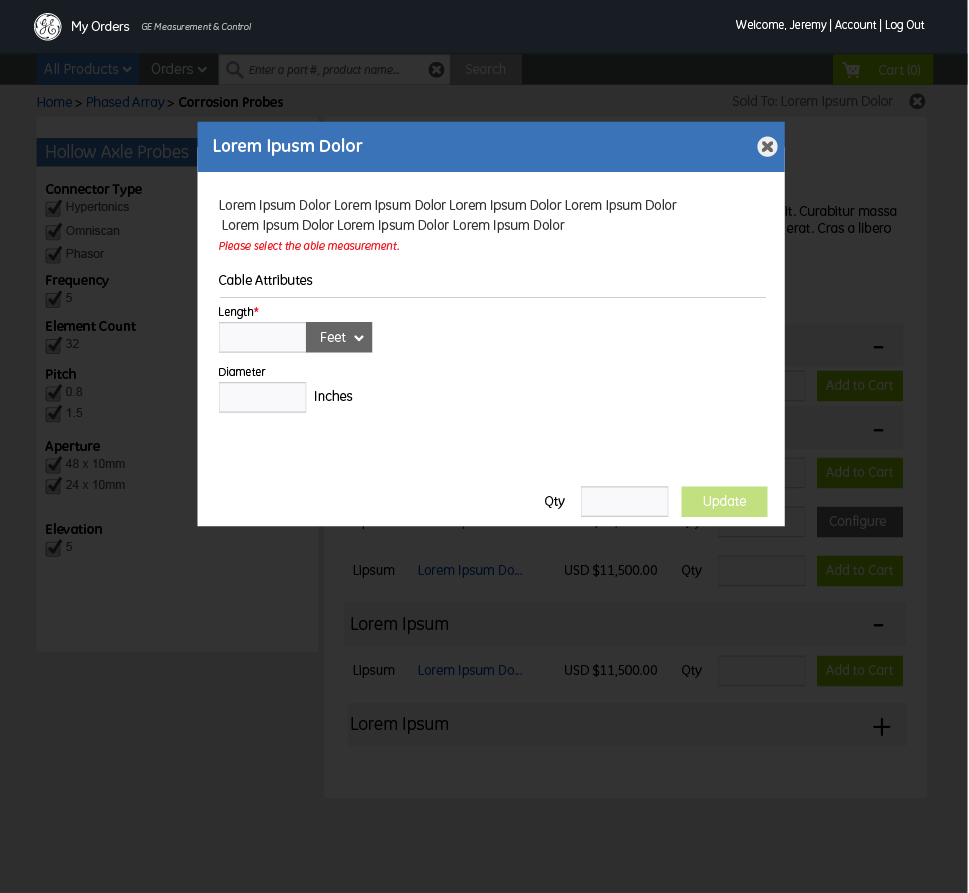 My Orders GE Measurement & Control Welcome, Jeremy | Account | Log Out
All Products Orders Enter a part #, product name... Search Cart (0)
Home > Phased Array > Corrosion Probes Sold To: Lorem Ipsum Dolor
Hollow Axle Probes
Connector Type
Hypertonics
Omniscan
Phasor
Frequency
5
Element Count
32
Pitch
0.8
1.5
Aperture
48 x 10mm
24 x 10mm
Elevation
5
Lorem Ipusm Dolor
Lorem Ipsum Dolor Lorem Ipsum Dolor Lorem Ipsum Dolor Lorem Ipsum Dolor
Lorem Ipsum Dolor Lorem Ipsum Dolor Lorem Ipsum Dolor
Please select the able measurement.
Cable Attributes
Length*
Feet
Diameter
Inches
Qty Update
it. Curabitur massa
erat. Cras a libero
Add to Cart
Add to Cart
Configure
Lipsum Lorem Ipsum Do... USD $11,500.00 Qty Add to Cart
Lorem Ipsum
Lipsum Lorem Ipsum Do... USD $11,500.00 Qty Add to Cart
Lorem Ipsum